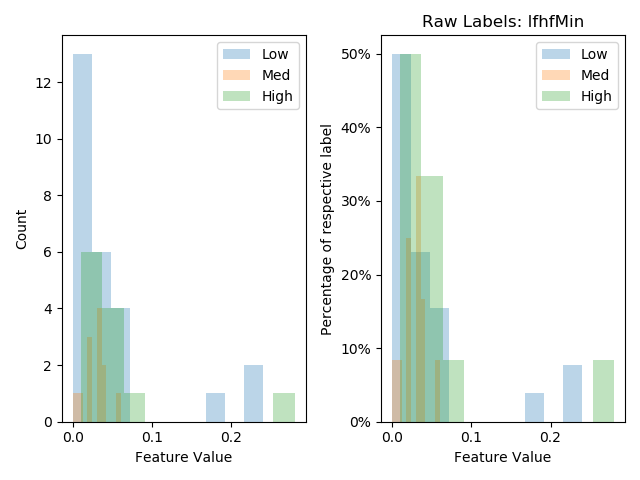 Raw Labels: lfhfMin
Count
12
10
8
6
4
2
0
0.0
0.1
0.2
Feature Value
Low
Med
High
Percentage of respective label
50%
40%
30%
20%
10%
0%
0.0
0.1
0.2
Feature Value
Low
Med
High